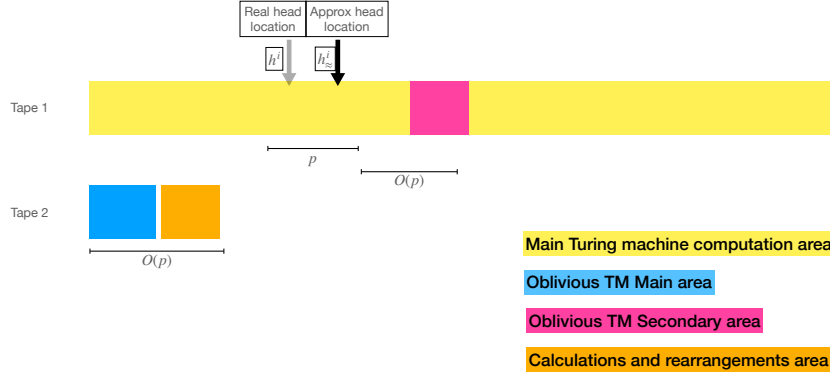 Real head location
Approx head location
h^i
h^i_≈
Tape 1
p
O(p)
Tape 2
O(p)
Main Turing machine computation area
Oblivious TM Main area
Oblivious TM Secondary area
Calculations and rearrangements area